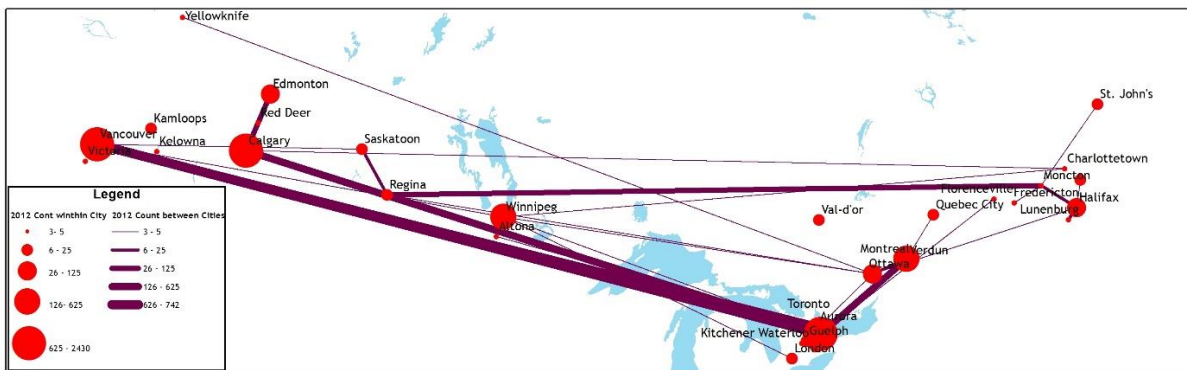 Yellowknife
Edmonton
St. John's
Red Deer
Kamloops
Vancouver
Kelowna
Calgary
Saskatoon
Victoria
Charlottetown
Moncton
Regina
Florenceville
Fredericton
Halifax
Winnipeg
Val-d'or
Quebec City
Lunenburg
Altona
Montreal
Verdun
Ottawa
Toronto
Aurora
Kitchener Waterloo
Guelph
London
Legend
2012 Cont winthin City 2012 Count between Cities
3- 5 3 - 5
6 - 25 6 - 25
26 - 125 26 - 125
126- 625 126 - 625
625 - 2430 626 - 742